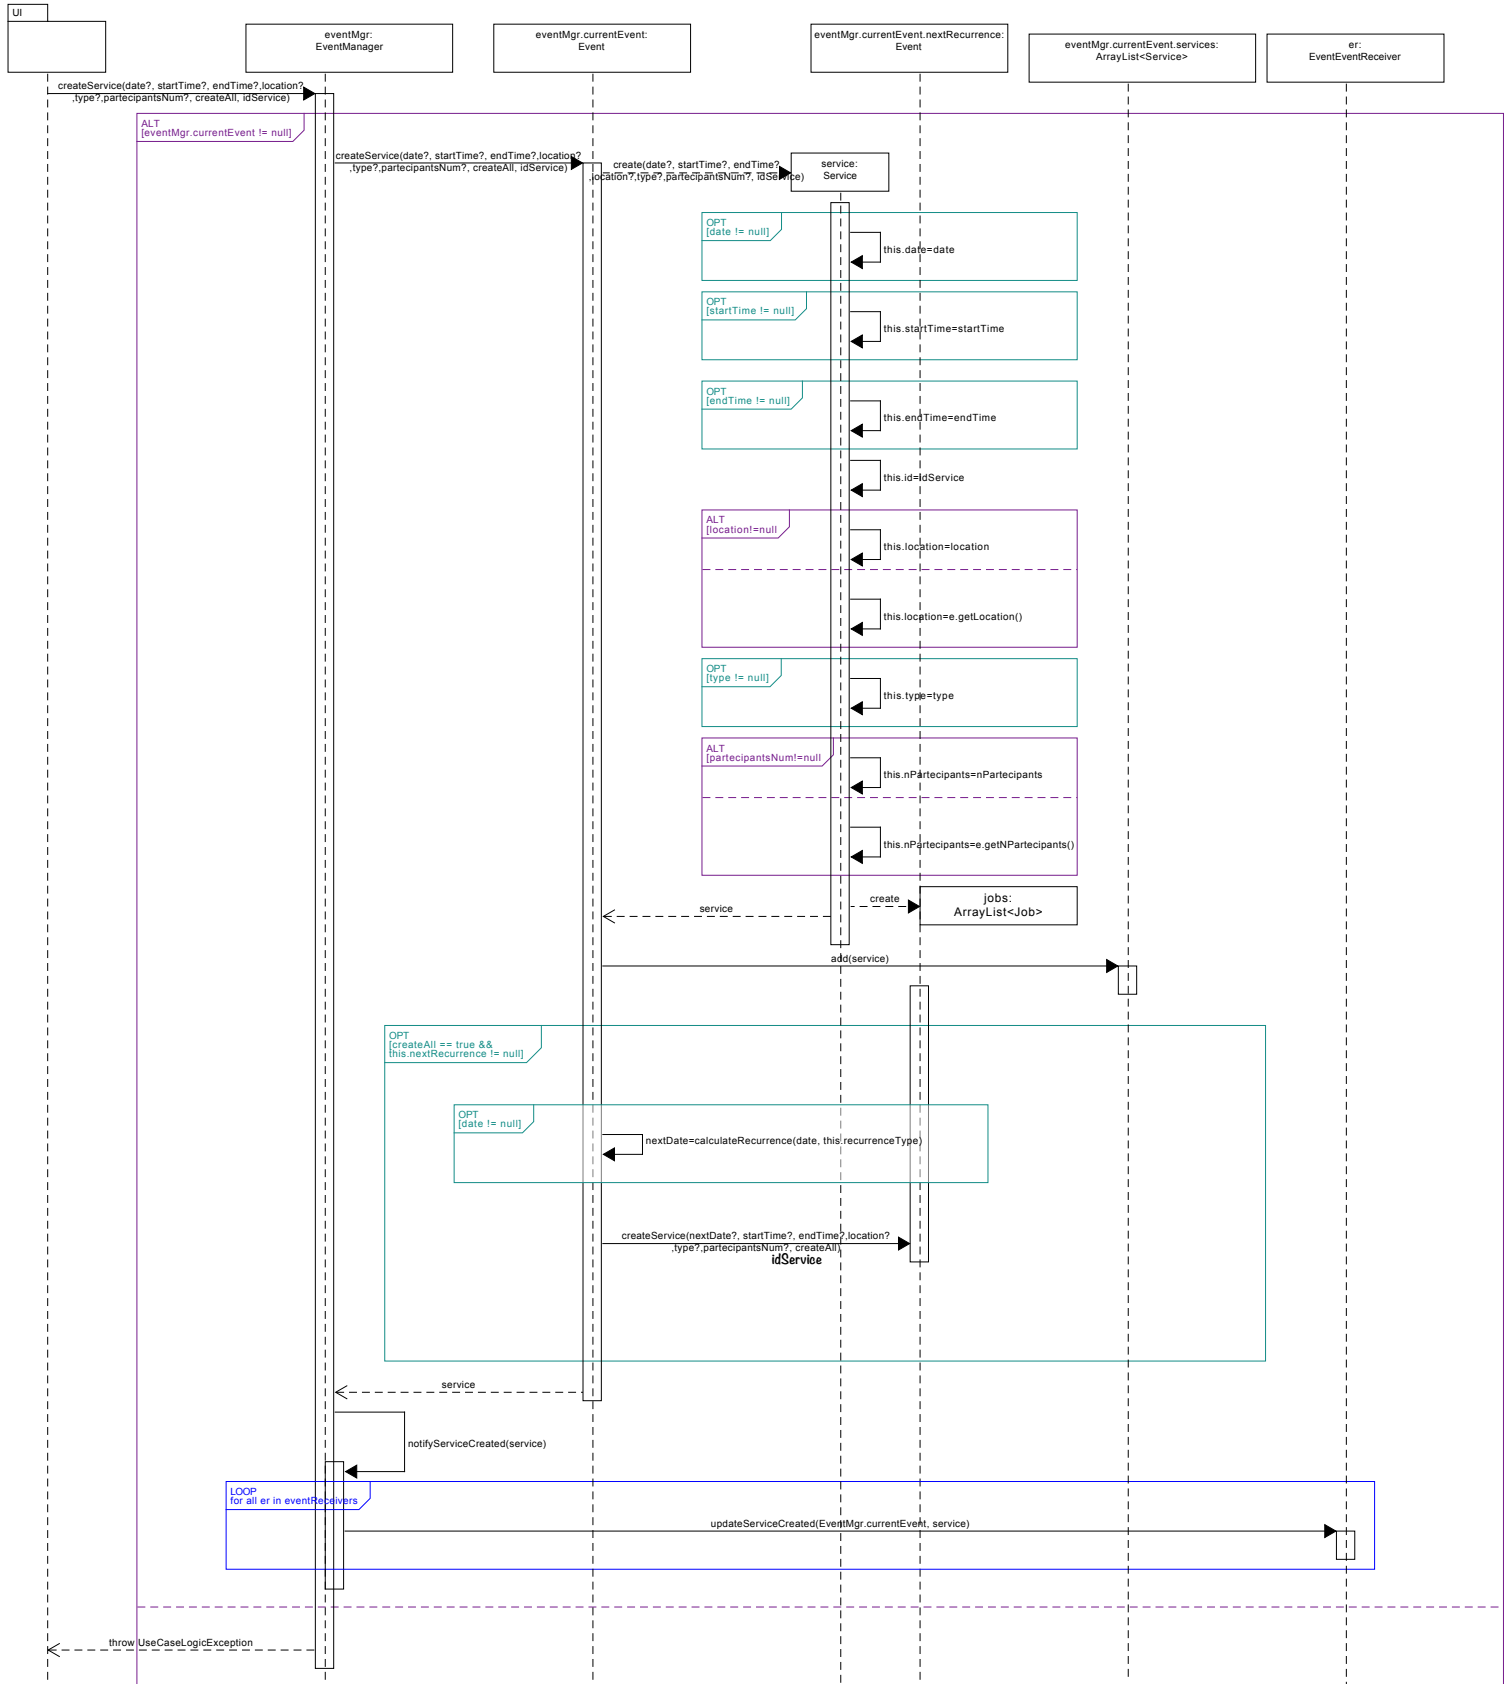 UI
eventMgr:
EventManager
eventMgr.currentEvent:
Event
eventMgr.currentEvent.nextRecurrence:
Event
eventMgr.currentEvent.services:
ArrayList<Service>
er:
EventEventReceiver
createService(date?, startTime?, endTime?,location?
,type?,partecipantsNum?, createAll, idService)
ALT
[eventMgr.currentEvent != null]
createService(date?, startTime?, endTime?,location?
,type?,partecipantsNum?, createAll, idService)
create(date?, startTime?, endTime?
,location?,type?,partecipantsNum?, idService)
service:
Service
OPT
[date != null]
this.date=date
OPT
[startTime != null]
this.startTime=startTime
OPT
[endTime != null]
this.endTime=endTime
this.id=IdService
ALT
[location!=null
this.location=location
this.location=e.getLocation()
OPT
[type != null]
this.type=type
ALT
[partecipantsNum!=null
this.nPartecipants=nPartecipants
this.nPartecipants=e.getNPartecipants()
create
jobs:
ArrayList<Job>
service
add(service)
OPT
[createAll == true &&
this.nextRecurrence != null]
OPT
[date != null]
nextDate=calculateRecurrence(date, this.recurrenceType)
createService(nextDate?, startTime?, endTime?,location?
,type?,partecipantsNum?, createAll)
idService
service
notifyServiceCreated(service)
LOOP
for all er in eventReceivers
updateServiceCreated(EventMgr.currentEvent, service)
throw UseCaseLogicException